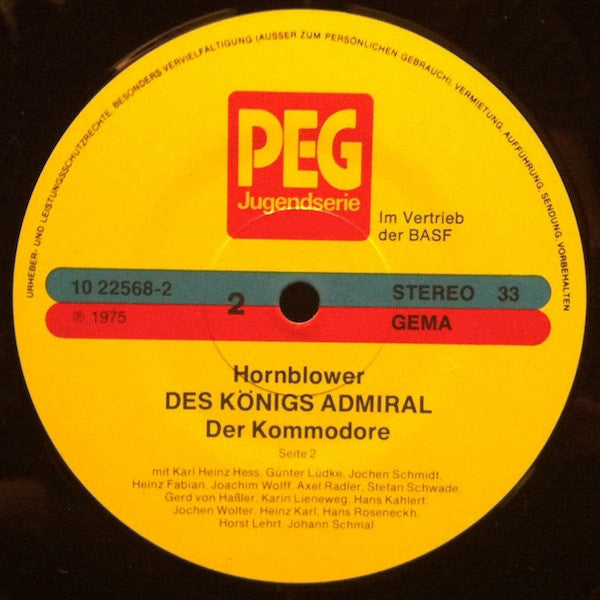 URHEBER- UND LEISTUNGSSCHUTZRECHTE, BESONDERS VERVIELFÄLTIGUNG (AUSSER ZUM PERSÖNLICHEN GEBRAUCH), VERMIETUNG, AUFFÜHRUNG, SENDUNG, VORBEHALTEN
PEG
Jugendserie
Im Vertrieb
der BASF
10 22568-2
2
STEREO 33
℗ 1975
GEMA
Hornblower
DES KÖNIGS ADMIRAL
Der Kommodore
Seite 2
mit Karl Heinz Hess, Günter Lüdke, Jochen Schmidt,
Heinz Fabian, Joachim Wolff, Axel Radler, Stefan Schwade,
Gerd von Haßler, Karin Lieneweg, Hans Kahlert,
Jochen Wolter, Heinz Karl, Hans Roseneckh,
Horst Lehrt, Johann Schmal